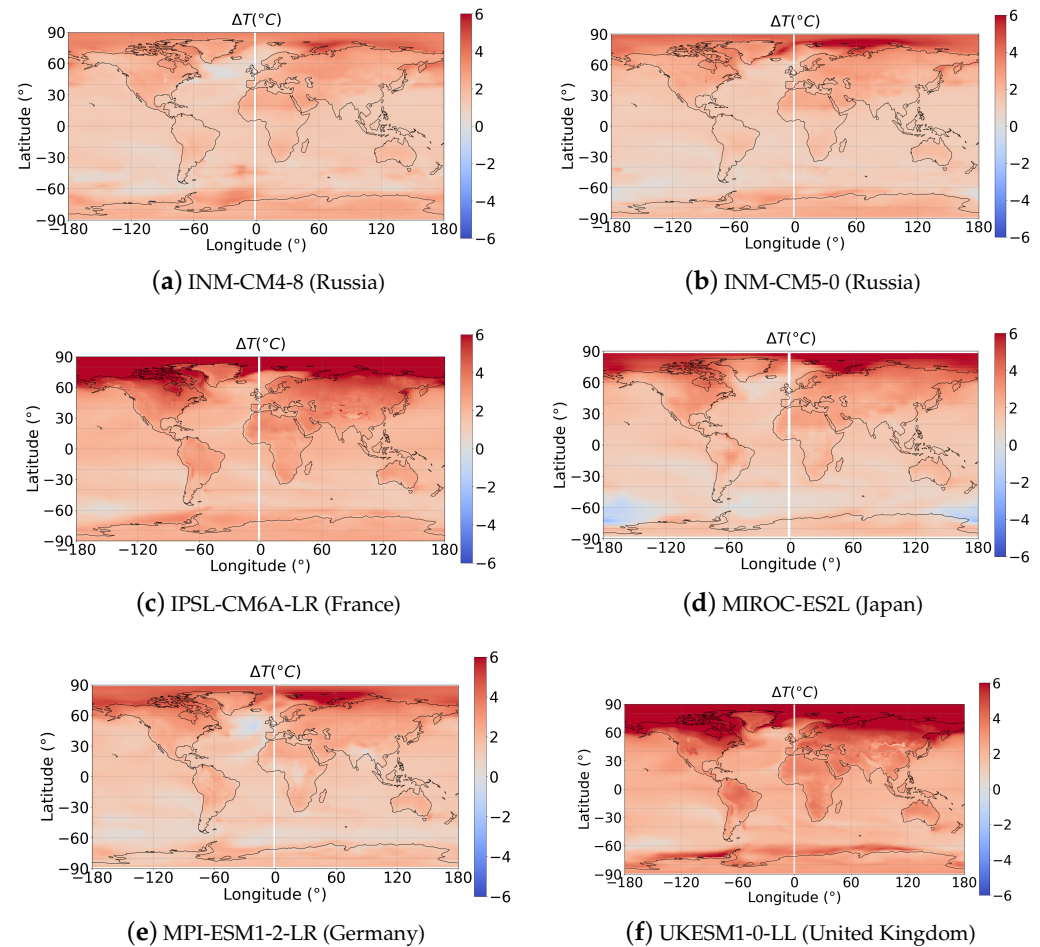 ΔT(°C)
90
60
30
0
−30
−60
−90
Latitude (°)
−180 −120 −60 0 60 120 180
Longitude (°)
6
4
2
0
−2
−4
−6
(a) INM-CM4-8 (Russia)
ΔT(°C)
90
60
30
0
−30
−60
−90
Latitude (°)
−180 −120 −60 0 60 120 180
Longitude (°)
6
4
2
0
−2
−4
−6
(b) INM-CM5-0 (Russia)
ΔT(°C)
90
60
30
0
−30
−60
−90
Latitude (°)
−180 −120 −60 0 60 120 180
Longitude (°)
6
4
2
0
−2
−4
−6
(c) IPSL-CM6A-LR (France)
ΔT(°C)
90
60
30
0
−30
−60
−90
Latitude (°)
−180 −120 −60 0 60 120 180
Longitude (°)
6
4
2
0
−2
−4
−6
(d) MIROC-ES2L (Japan)
ΔT(°C)
90
60
30
0
−30
−60
−90
Latitude (°)
−180 −120 −60 0 60 120 180
Longitude (°)
6
4
2
0
−2
−4
−6
(e) MPI-ESM1-2-LR (Germany)
ΔT(°C)
90
60
30
0
−30
−60
−90
Latitude (°)
−180 −120 −60 0 60 120 180
Longitude (°)
6
4
2
0
−2
−4
−6
(f) UKESM1-0-LL (United Kingdom)